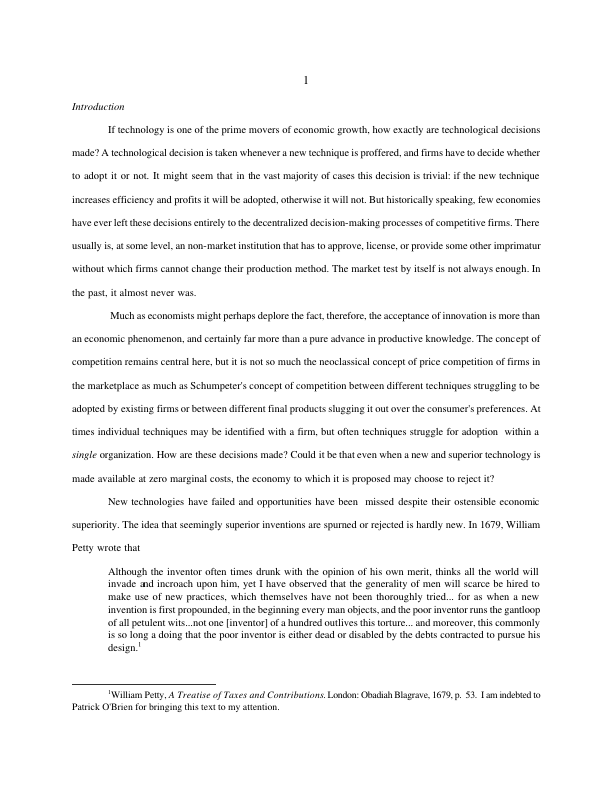 1
Introduction
If technology is one of the prime movers of economic growth, how exactly are technological decisions
made? A technological decision is taken whenever a new technique is proffered, and firms have to decide whether
to adopt it or not. It might seem that in the vast majority of cases this decision is trivial: if the new technique
increases efficiency and profits it will be adopted, otherwise it will not. But historically speaking, few economies
have ever left these decisions entirely to the decentralized decision-making processes of competitive firms. There
usually is, at some level, an non-market institution that has to approve, license, or provide some other imprimatur
without which firms cannot change their production method. The market test by itself is not always enough. In
the past, it almost never was.
Much as economists might perhaps deplore the fact, therefore, the acceptance of innovation is more than
an economic phenomenon, and certainly far more than a pure advance in productive knowledge. The concept of
competition remains central here, but it is not so much the neoclassical concept of price competition of firms in
the marketplace as much as Schumpeter's concept of competition between different techniques struggling to be
adopted by existing firms or between different final products slugging it out over the consumer's preferences. At
times individual techniques may be identified with a firm, but often techniques struggle for adoption within a
single organization. How are these decisions made? Could it be that even when a new and superior technology is
made available at zero marginal costs, the economy to which it is proposed may choose to reject it?
New technologies have failed and opportunities have been missed despite their ostensible economic
superiority. The idea that seemingly superior inventions are spurned or rejected is hardly new. In 1679, William
Petty wrote that
Although the inventor often times drunk with the opinion of his own merit, thinks all the world will
invade and incroach upon him, yet I have observed that the generality of men will scarce be hired to
make use of new practices, which themselves have not been thoroughly tried... for as when a new
invention is first propounded, in the beginning every man objects, and the poor inventor runs the gantloop
of all petulent wits...not one [inventor] of a hundred outlives this torture... and moreover, this commonly
is so long a doing that the poor inventor is either dead or disabled by the debts contracted to pursue his
design.1
1William Petty, A Treatise of Taxes and Contributions. London: Obadiah Blagrave, 1679, p. 53. I am indebted to
Patrick O'Brien for bringing this text to my attention.